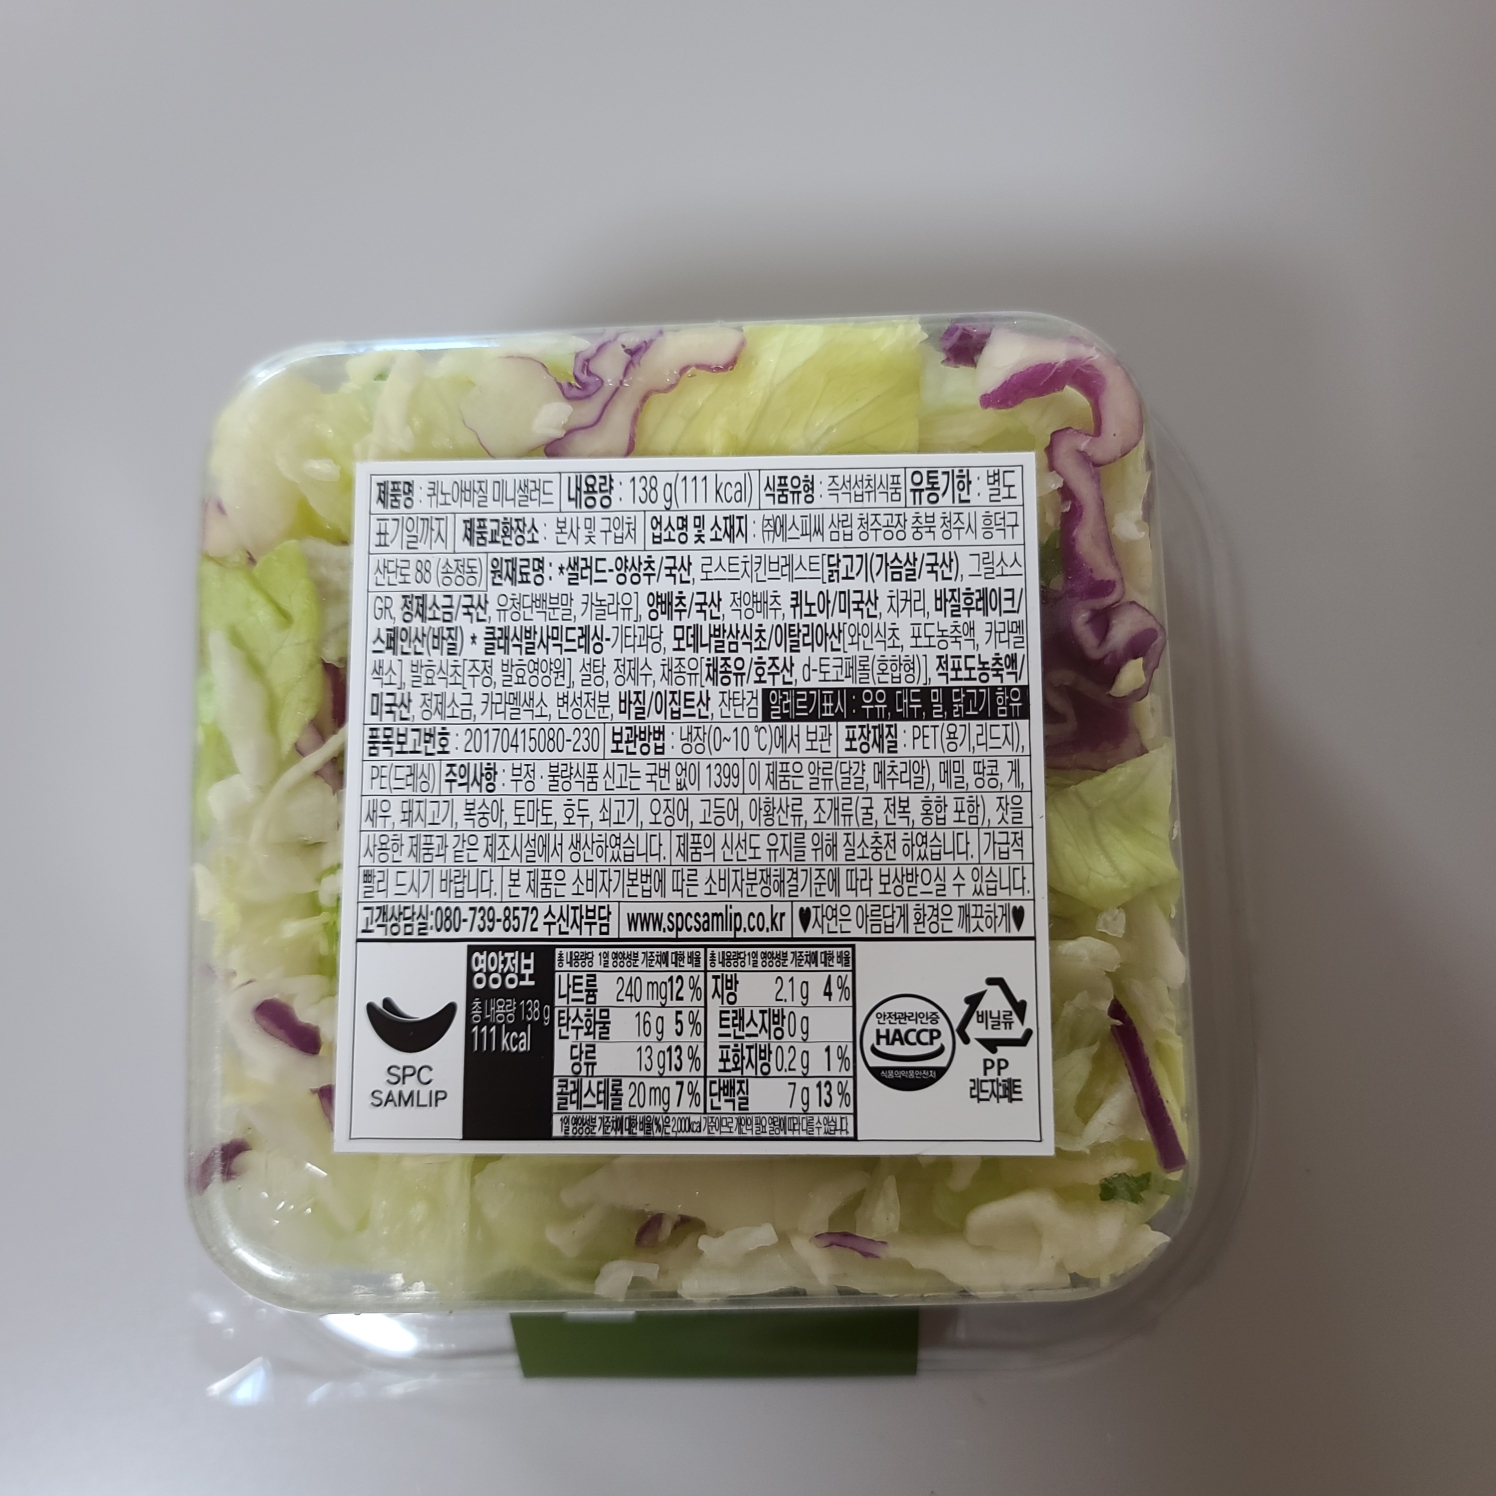 제품명 : 퀴노아바질 미니샐러드 내용량 : 138 g(111 kcal) 식품유형 : 즉석섭취식품 유통기한 : 별도
표기일까지 제품교환장소 : 본사 및 구입처 업소명 및 소재지 : ㈜에스피씨 삼립 청주공장 충북 청주시 흥덕구
산단로 88 (송정동) 원재료명 : *샐러드-양상추/국산, 로스트치킨브레스트[닭고기(가슴살/국산), 그릴소스
GR, 정제소금/국산, 유청단백분말, 카놀라유], 양배추/국산, 적양배추, 퀴노아/미국산, 치커리, 바질후레이크/
스페인산(바질) * 클래식발사믹드레싱-기타과당, 모데나발삼식초/이탈리아산[와인식초, 포도농축액, 카라멜
색소], 발효식초[주정, 발효영양원], 설탕, 정제수, 채종유[채종유/호주산, d-토코페롤(혼합형)], 적포도농축액/
미국산, 정제소금, 카라멜색소, 변성전분, 바질/이집트산, 잔탄검 알레르기표시 : 우유, 대두, 밀, 닭고기 함유
품목보고번호 : 20170415080-230 보관방법 : 냉장(0~10 ℃)에서 보관 포장재질 : PET(용기,리드지),
PE(드레싱) 주의사항 : 부정·불량식품 신고는 국번 없이 1399 이 제품은 알류(달걀, 메추리알), 메밀, 땅콩, 게,
새우, 돼지고기, 복숭아, 토마토, 호두, 쇠고기, 오징어, 고등어, 아황산류, 조개류(굴, 전복, 홍합 포함), 잣을
사용한 제품과 같은 제조시설에서 생산하였습니다. 제품의 신선도 유지를 위해 질소충전 하였습니다. 가급적
빨리 드시기 바랍니다. 본 제품은 소비자기본법에 따른 소비자분쟁해결기준에 따라 보상받으실 수 있습니다.
고객상담실:080-739-8572 수신자부담 www.spcsamlip.co.kr ♥자연은 아름답게 환경은 깨끗하게♥
SPC
SAMLIP
영양정보
총 내용량 138 g
111 kcal
총 내용량당 1일 영양성분 기준치에 대한 비율 총 내용량당 1일 영양성분 기준치에 대한 비율
나트륨 240 mg 12 % 지방 2.1 g 4 %
탄수화물 16 g 5 % 트랜스지방 0 g
당류 13 g 13 % 포화지방 0.2 g 1 %
콜레스테롤 20 mg 7 % 단백질 7 g 13 %
1일 영양성분 기준치에 대한 비율(%)은 2,000kcal 기준이므로 개인의 필요 열량에 따라 다를 수 있습니다.
안전관리인증
HACCP
식품의약품안전처
비닐류
PP
리드지:페트